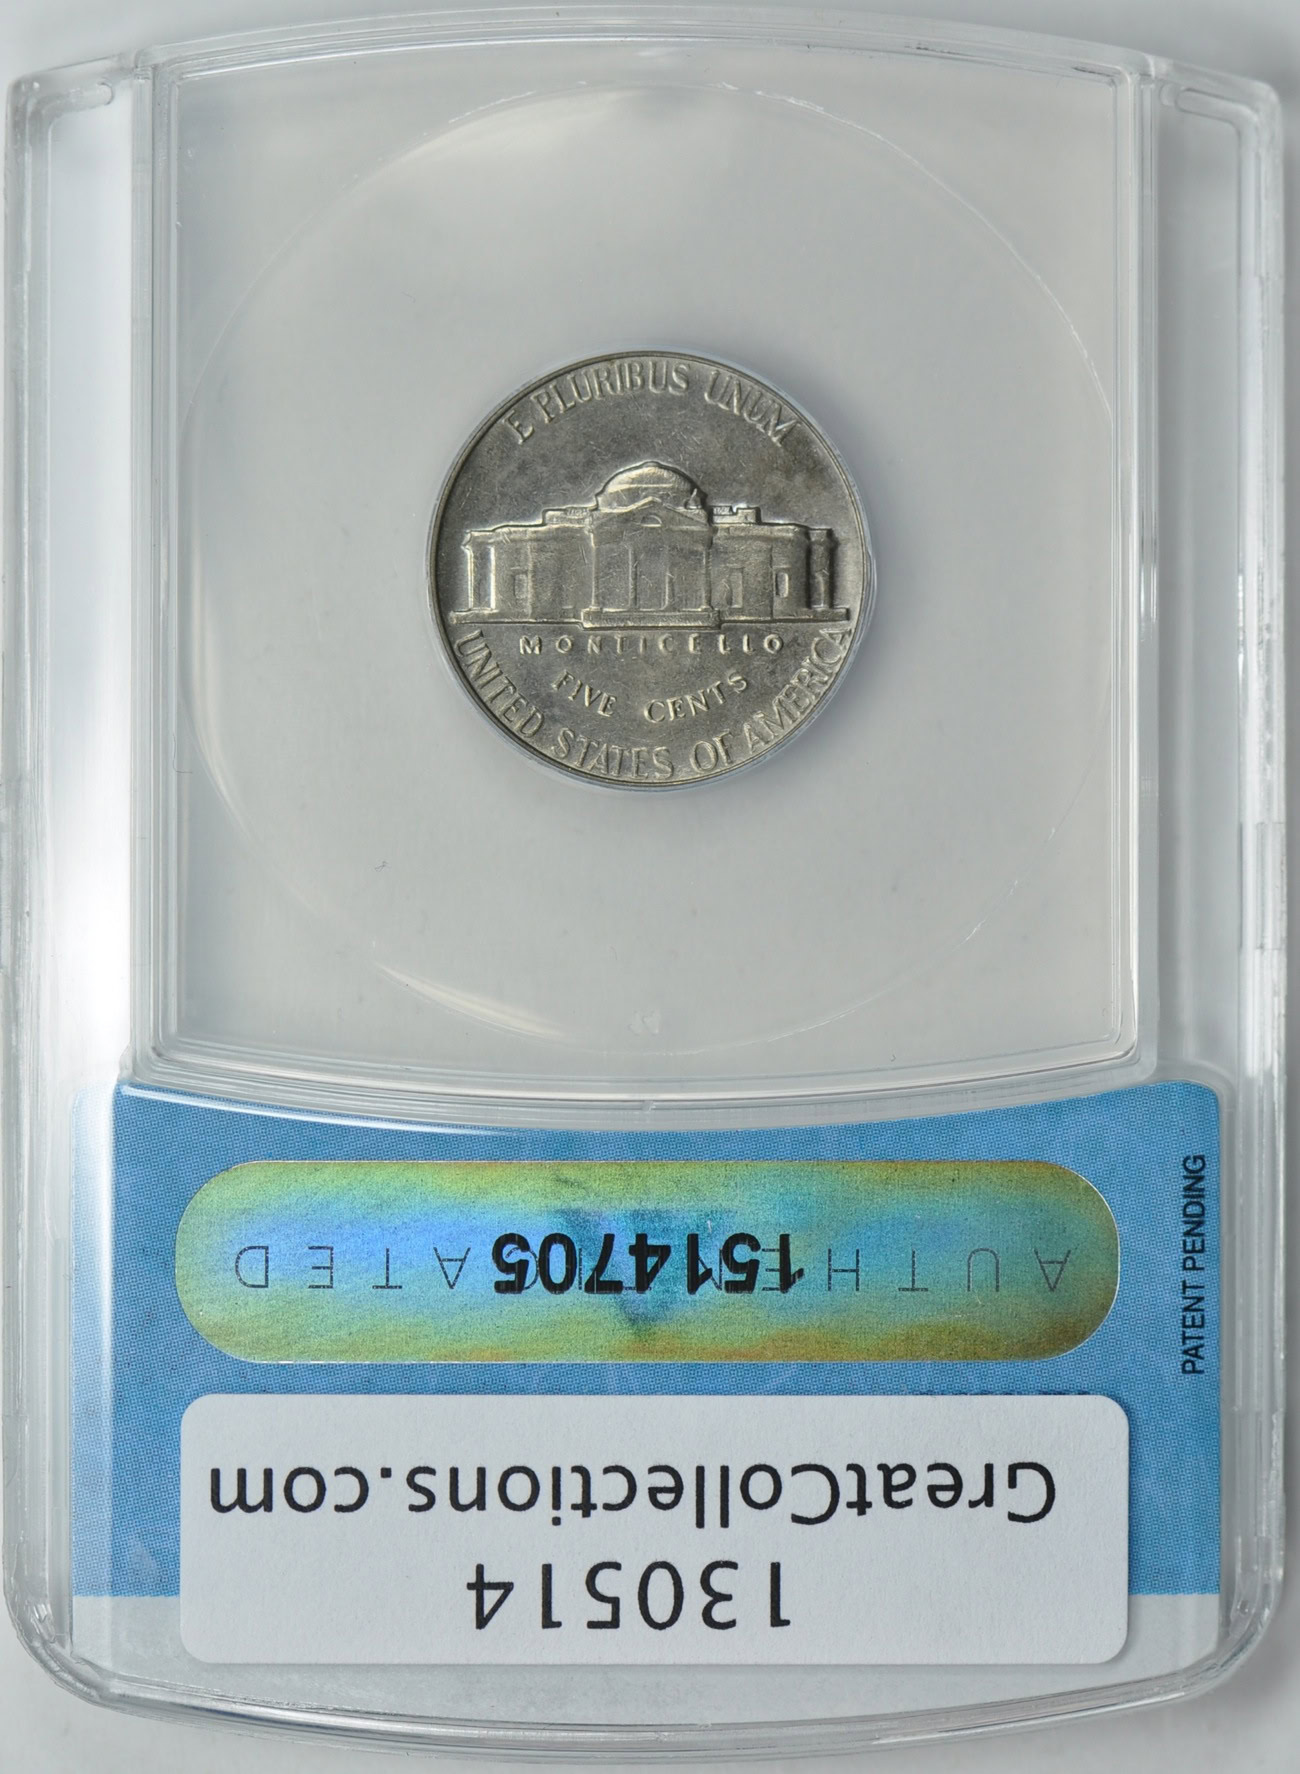 E PLURIBUS UNUM
MONTICELLO
FIVE CENTS
UNITED STATES OF AMERICA
AUTHENTICATED
1514705
PATENT PENDING
GreatCollections.com
130514